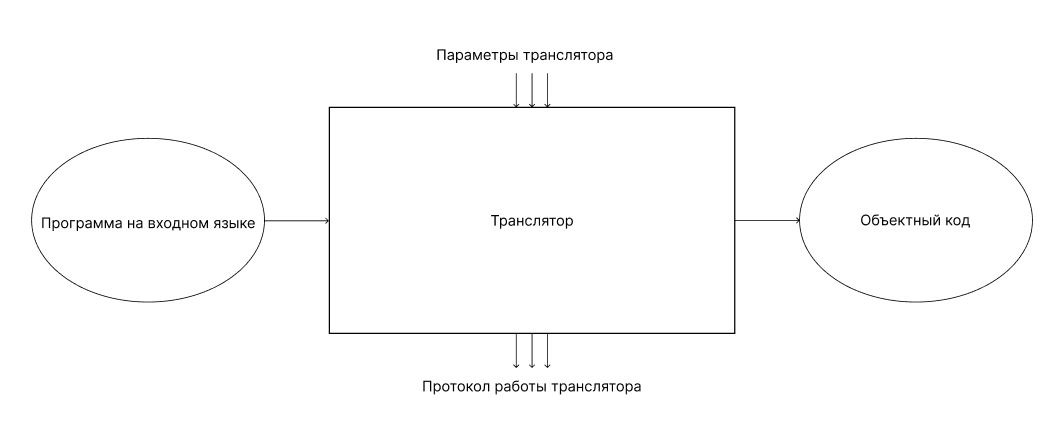 Параметры транслятора
Программа на входном языке
Транслятор
Объектный код
Протокол работы транслятора